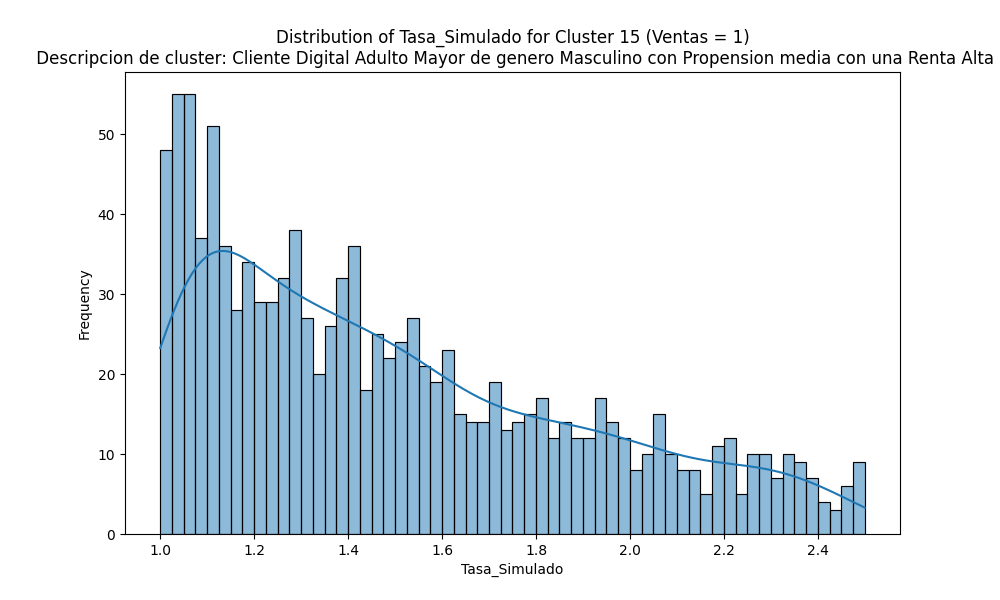 Distribution of Tasa_Simulado for Cluster 15 (Ventas = 1)
Descripcion de cluster: Cliente Digital Adulto Mayor de genero Masculino con Propension media con una Renta Alta
Frequency
50
40
30
20
10
0
1.0 1.2 1.4 1.6 1.8 2.0 2.2 2.4
Tasa_Simulado